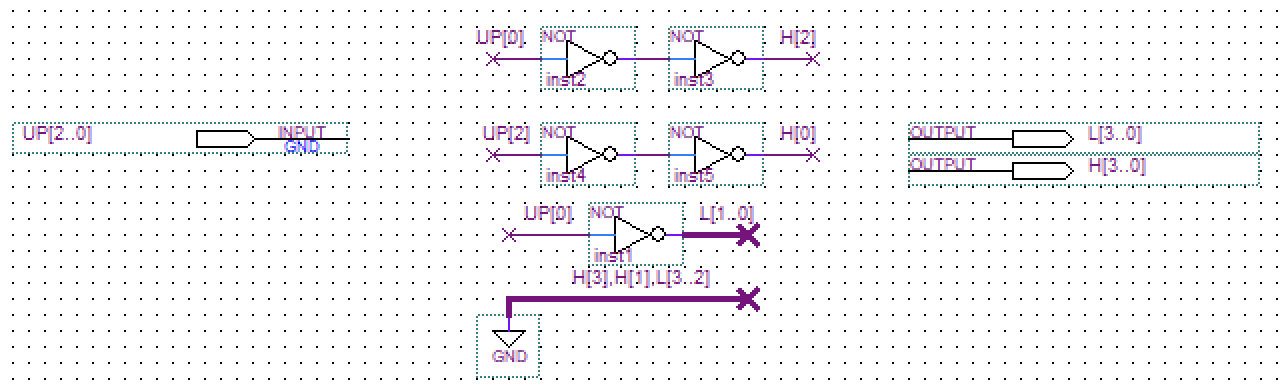 UP[0] NOT NOT H[2]
inst2 inst3
UP[2..0] INPUT UP[2] NOT NOT H[0] OUTPUT L[3..0]
GND
OUTPUT H[3..0]
inst4 inst5
UP[0] NOT L[1..0]
inst1
H[3],H[1],L[3..2]
GND